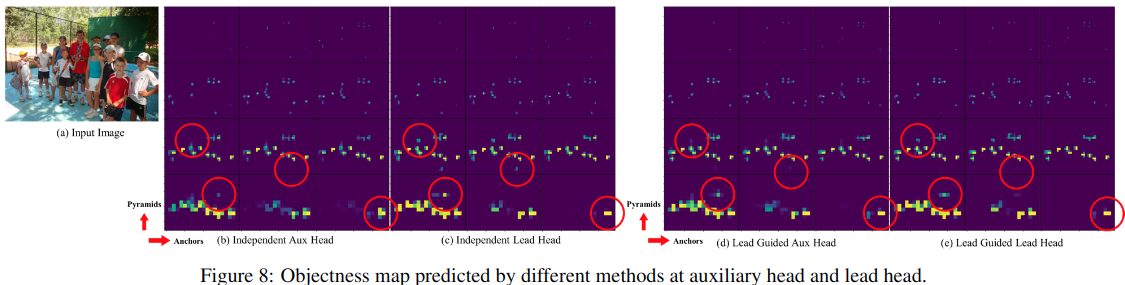 (a) Input Image
Pyramids
Anchors
(b) Independent Aux Head
(c) Independent Lead Head
Pyramids
Anchors
(d) Lead Guided Aux Head
(e) Lead Guided Lead Head
Figure 8: Objectness map predicted by different methods at auxiliary head and lead head.